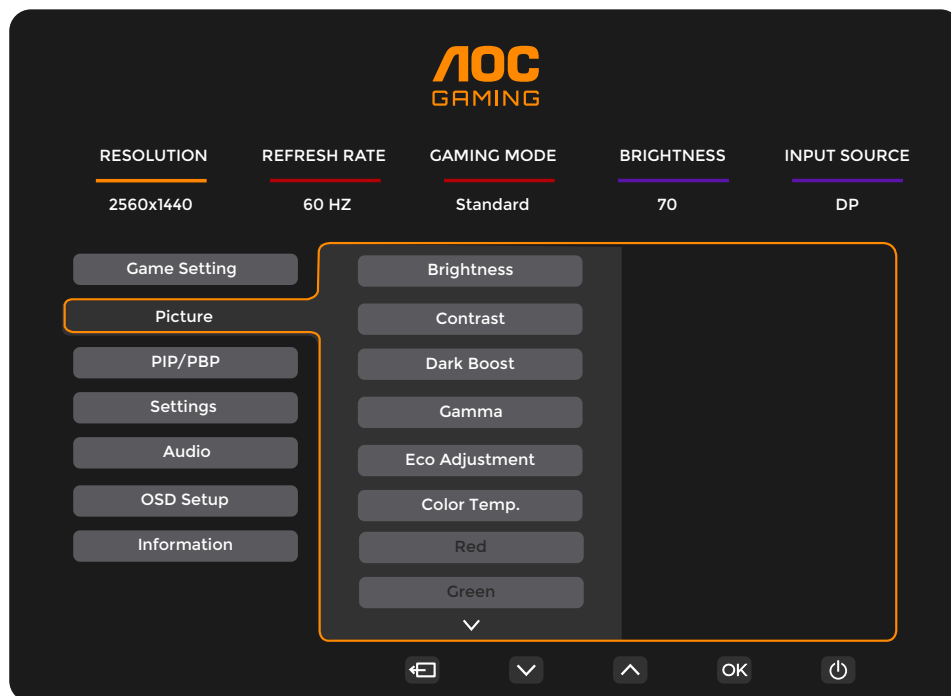 AOC
GAMING
RESOLUTION REFRESH RATE GAMING MODE BRIGHTNESS INPUT SOURCE
2560x1440 60 HZ Standard 70 DP
Game Setting
Picture
PIP/PBP
Settings
Audio
OSD Setup
Information
Brightness
Contrast
Dark Boost
Gamma
Eco Adjustment
Color Temp.
Red
Green
OK